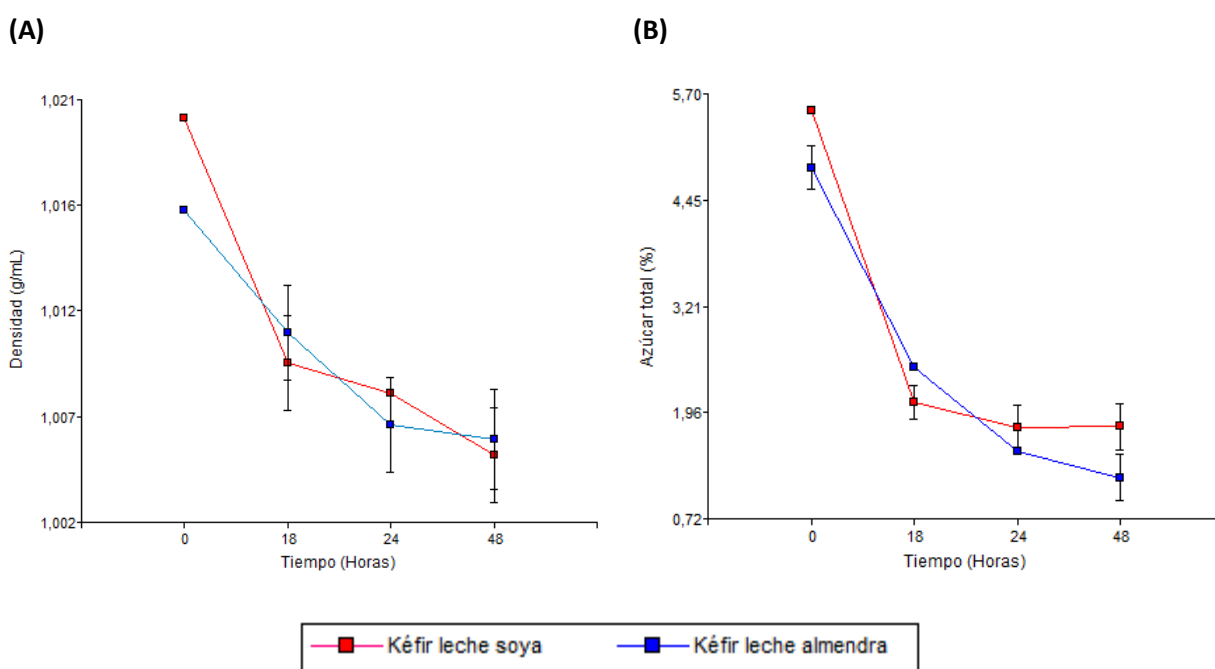 (A)
(B)
1,021
1,016
1,012
1,007
1,002
Densidad (g/mL)
0 18 24 48
Tiempo (Horas)
5,70
4,45
3,21
1,96
0,72
Azúcar total (%)
0 18 24 48
Tiempo (Horas)
Kéfir leche soya Kéfir leche almendra